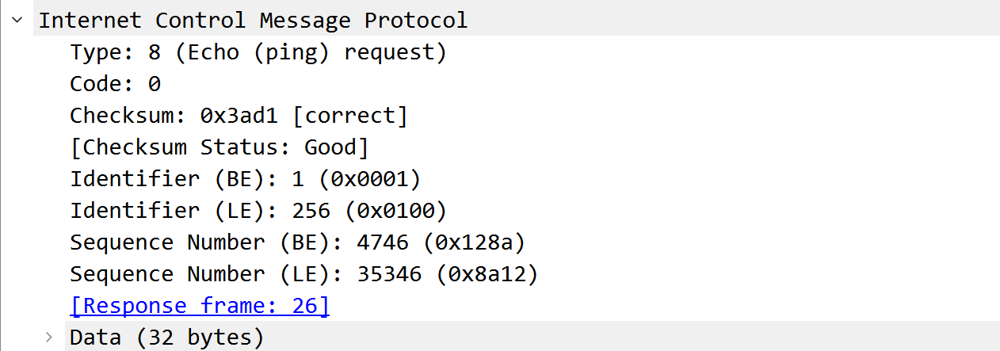 Internet Control Message Protocol
Type: 8 (Echo (ping) request)
Code: 0
Checksum: 0x3ad1 [correct]
[Checksum Status: Good]
Identifier (BE): 1 (0x0001)
Identifier (LE): 256 (0x0100)
Sequence Number (BE): 4746 (0x128a)
Sequence Number (LE): 35346 (0x8a12)
[Response frame: 26]
Data (32 bytes)